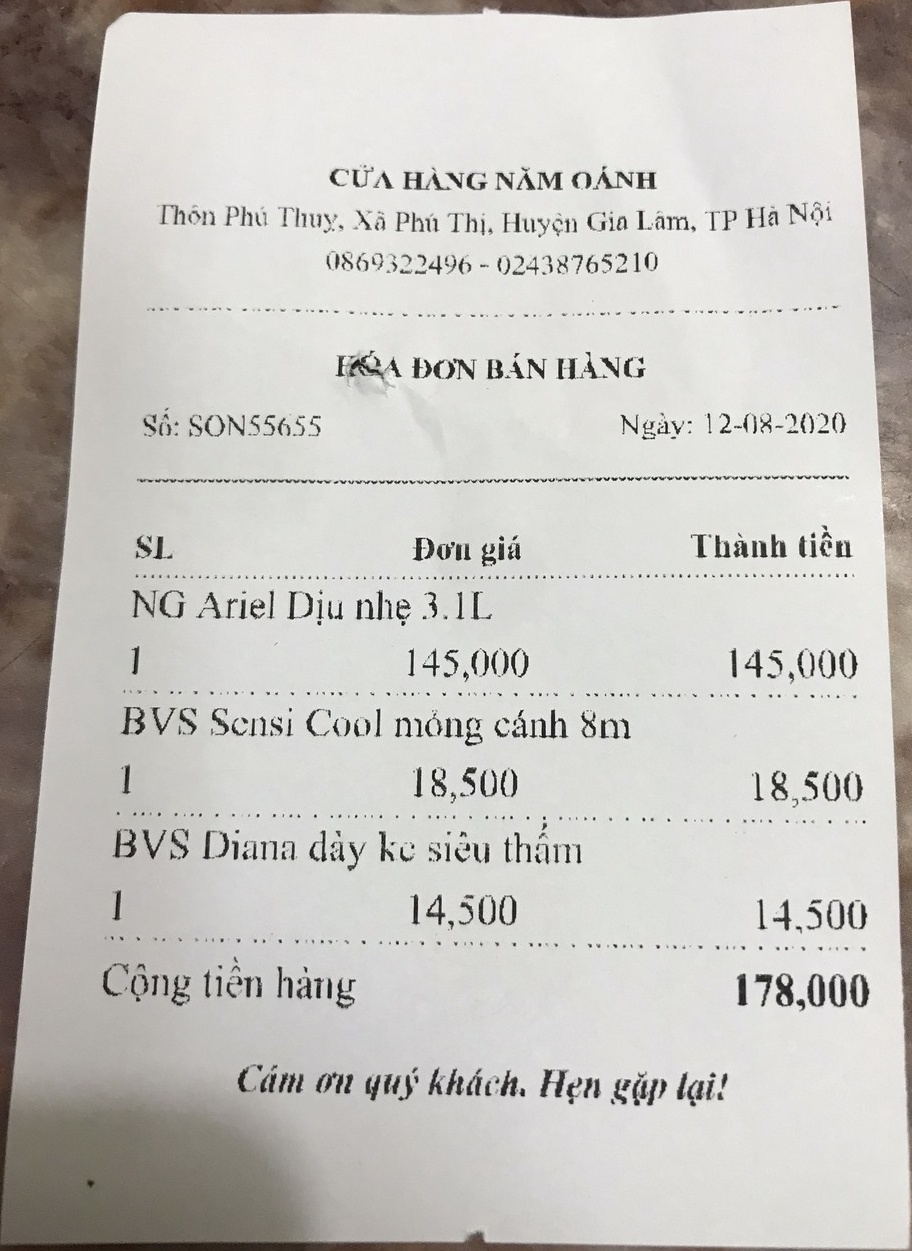 CỬA HÀNG NĂM OÁNH
Thôn Phú Thuỵ, Xã Phú Thị, Huyện Gia Lâm, TP Hà Nội
0869322496 - 02438765210
HÓA ĐƠN BÁN HÀNG
Số: SON55655 Ngày: 12-08-2020
SL Đơn giá Thành tiền
NG Ariel Dịu nhẹ 3.1L
1 145,000 145,000
BVS Sensi Cool mỏng cánh 8m
1 18,500 18,500
BVS Diana dày ke siêu thấm
1 14,500 14,500
Cộng tiền hàng 178,000
Cám ơn quý khách. Hẹn gặp lại!